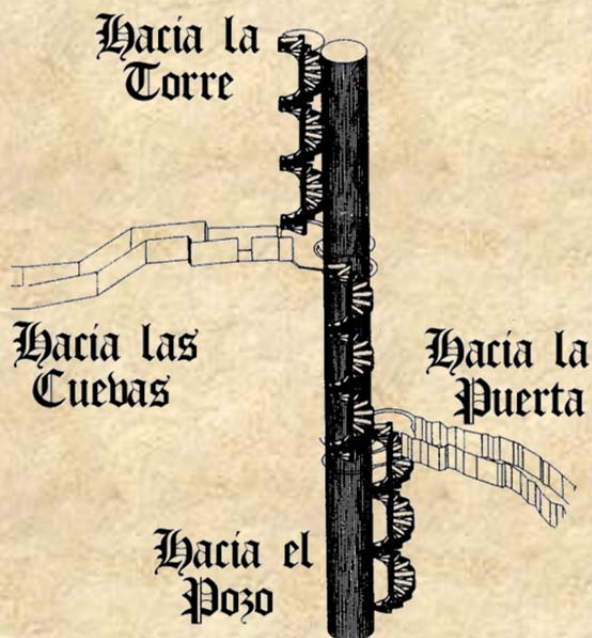 Hacia la
Torre
Hacia las
Cuevas
Hacia la
Puerta
Hacia el
Pozo